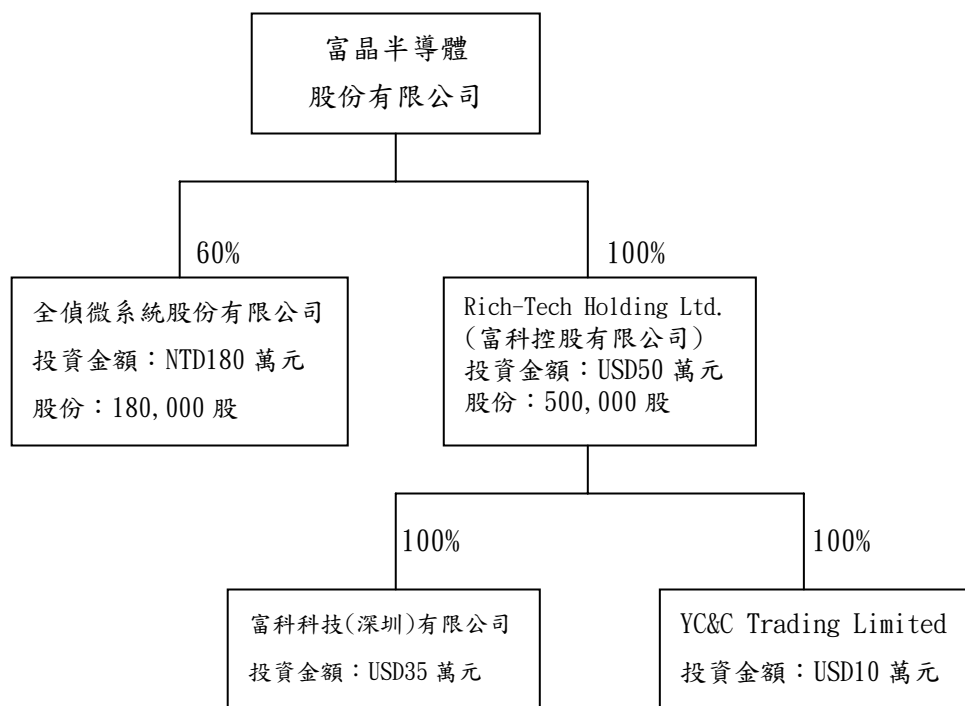 富晶半導體
股份有限公司
60%
100%
全偵微系統股份有限公司
投資金額：NTD180 萬元
股份：180,000 股
Rich-Tech Holding Ltd.
(富科控股有限公司)
投資金額：USD50 萬元
股份：500,000 股
100%
100%
富科科技(深圳)有限公司
投資金額：USD35 萬元
YC&C Trading Limited
投資金額：USD10 萬元